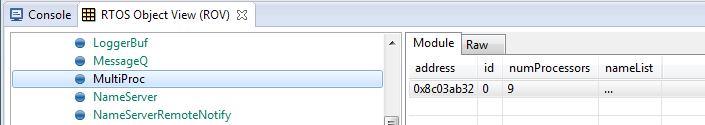 Console RTOS Object View (ROV)
LoggerBuf
MessageQ
MultiProc
NameServer
NameServerRemoteNotify
Module Raw
address id numProcessors nameList
0x8c03ab32 0 9 ...